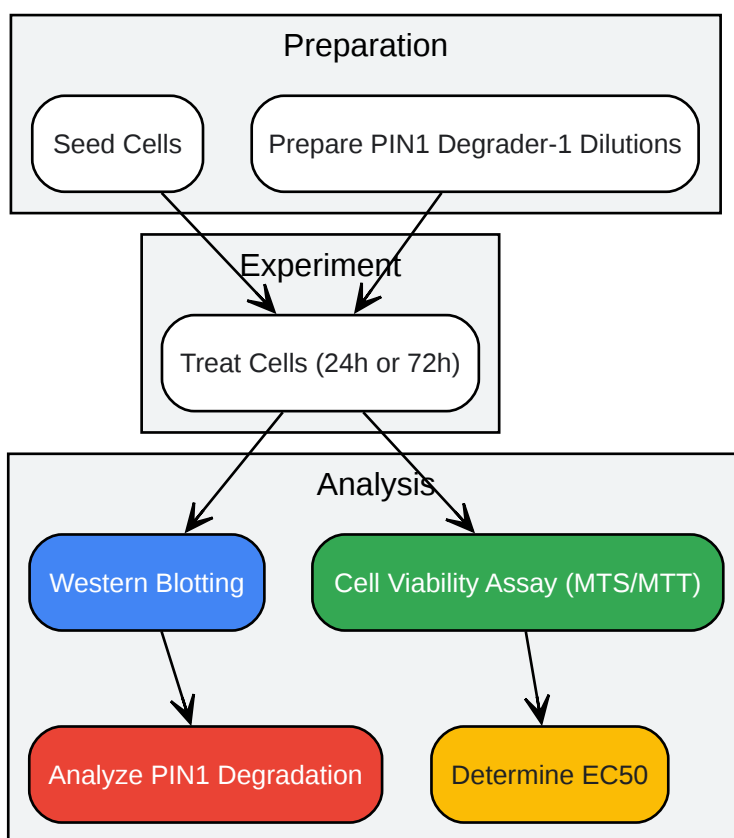 Preparation
Seed Cells
Prepare PIN1 Degrader-1 Dilutions
Experiment
Treat Cells (24h or 72h)
Analysis
Western Blotting
Cell Viability Assay (MTS/MTT)
Analyze PIN1 Degradation
Determine EC50